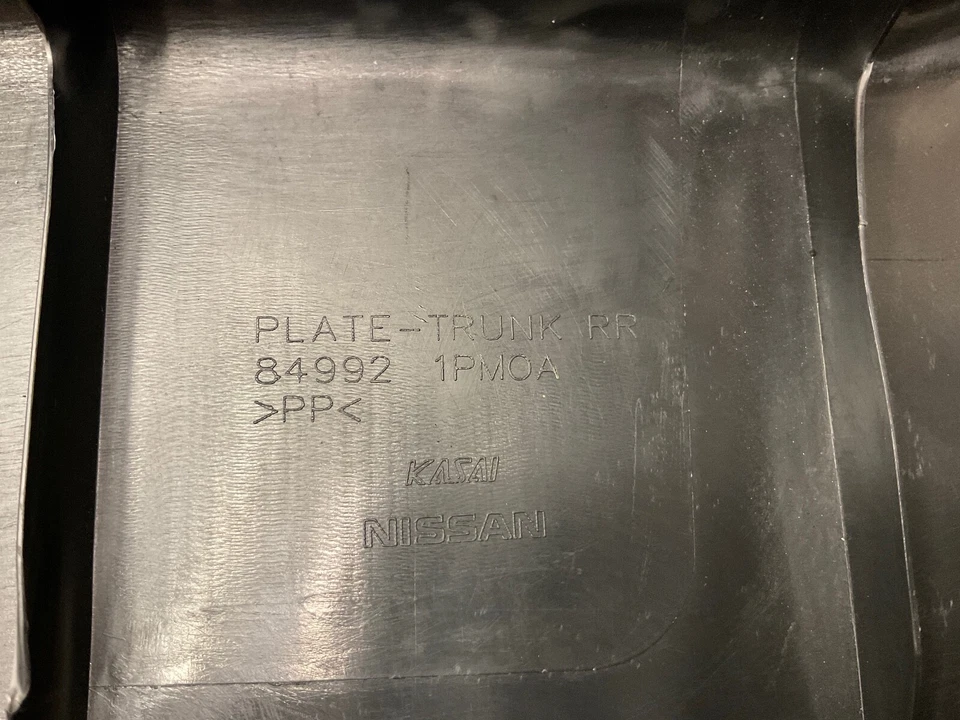 PLATE-TRUNK RR
84992 1PM0A
>PP<
KASAI
NISSAN